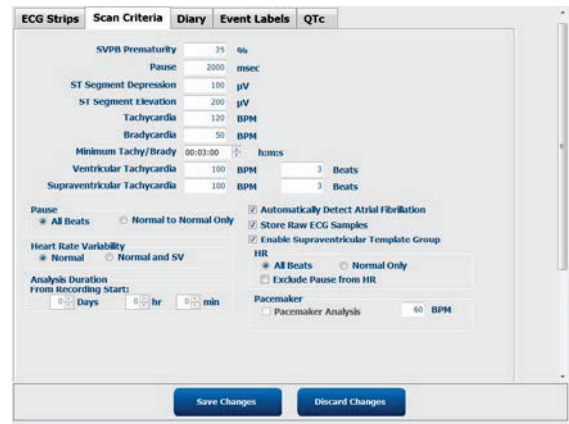 ECG Strips Scan Criteria Diary Event Labels QTc
SVPB Prematurity 25 %
Pause 2000 msec
ST Segment Depression 100 µV
ST Segment Elevation 200 µV
Tachycardia 120 BPM
Bradycardia 50 BPM
Minimum Tachy/Brady 00:03:00 h:m:s
Ventricular Tachycardia 100 BPM 3 Beats
Supraventricular Tachycardia 100 BPM 3 Beats
Pause
All Beats Normal to Normal Only
Heart Rate Variability
Normal Normal and SV
Analysis Duration
From Recording Start:
0 Days 0 hr 0 min
Automatically Detect Atrial Fibrillation
Store Raw ECG Samples
Enable Supraventricular Template Group
HR
All Beats Normal Only
Exclude Pause from HR
Pacemaker
Pacemaker Analysis 60 BPM
Save Changes Discard Changes